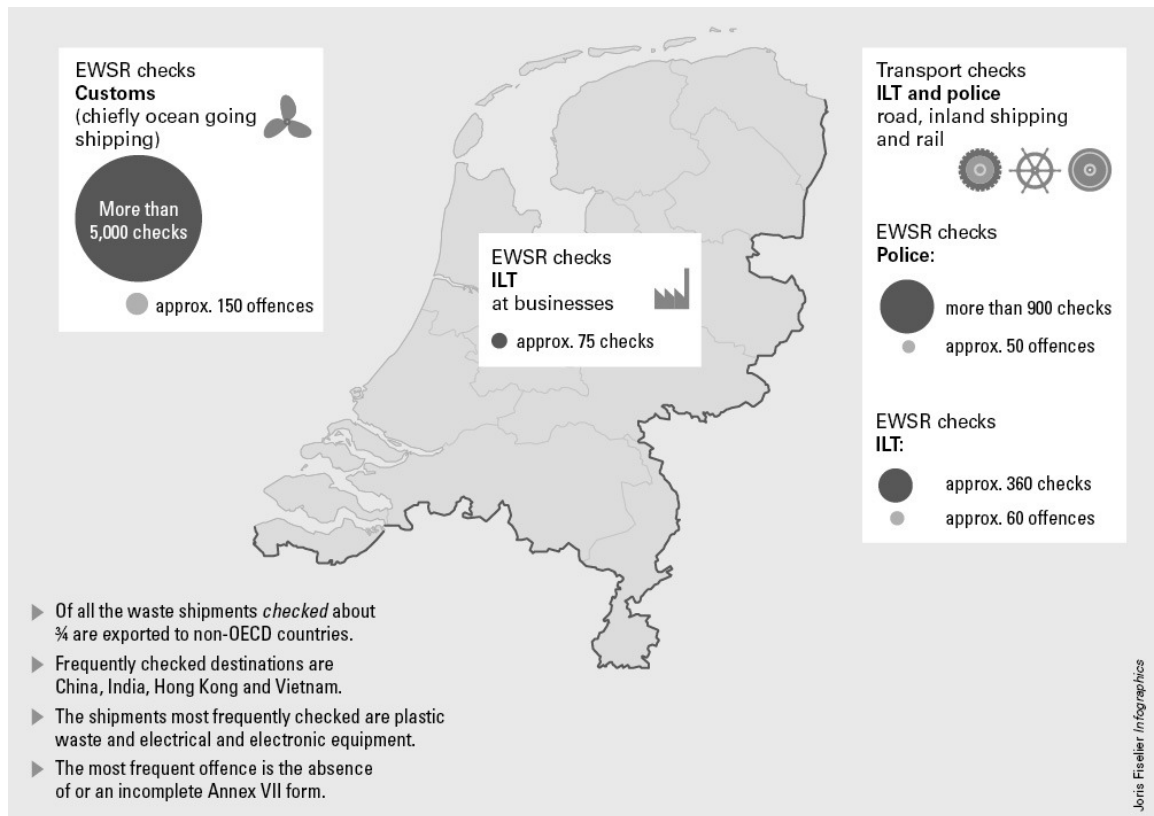 EWSR checks
Customs
(chiefly ocean going
shipping)
More than
5,000 checks
approx. 150 offences
EWSR checks
ILT
at businesses
approx. 75 checks
Transport checks
ILT and police
road, inland shipping
and rail
EWSR checks
Police:
more than 900 checks
approx. 50 offences
EWSR checks
ILT:
approx. 360 checks
approx. 60 offences
Of all the waste shipments checked about
¾ are exported to non-OECD countries.
Frequently checked destinations are
China, India, Hong Kong and Vietnam.
The shipments most frequently checked are plastic
waste and electrical and electronic equipment.
The most frequent offence is the absence
of or an incomplete Annex VII form.
Joris Fiselier Infographics